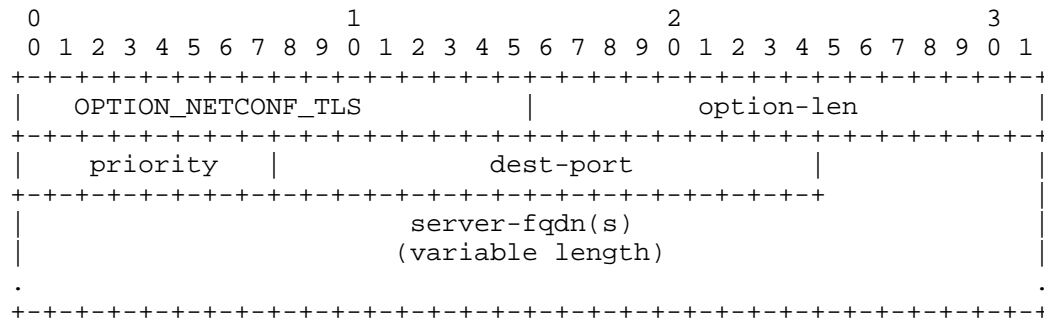 0                   1                   2                   3
 0 1 2 3 4 5 6 7 8 9 0 1 2 3 4 5 6 7 8 9 0 1 2 3 4 5 6 7 8 9 0 1
+-+-+-+-+-+-+-+-+-+-+-+-+-+-+-+-+-+-+-+-+-+-+-+-+-+-+-+-+-+-+-+-+
|   OPTION_NETCONF_TLS          |          option-len           |
+-+-+-+-+-+-+-+-+-+-+-+-+-+-+-+-+-+-+-+-+-+-+-+-+-+-+-+-+-+-+-+-+
|    priority   |             dest-port            |             |
+-+-+-+-+-+-+-+-+-+-+-+-+-+-+-+-+-+-+-+-+-+-+-+-+-+             |
|                        server-fqdn(s)                         |
|                       (variable length)                       |
.                                                               .
+-+-+-+-+-+-+-+-+-+-+-+-+-+-+-+-+-+-+-+-+-+-+-+-+-+-+-+-+-+-+-+-+